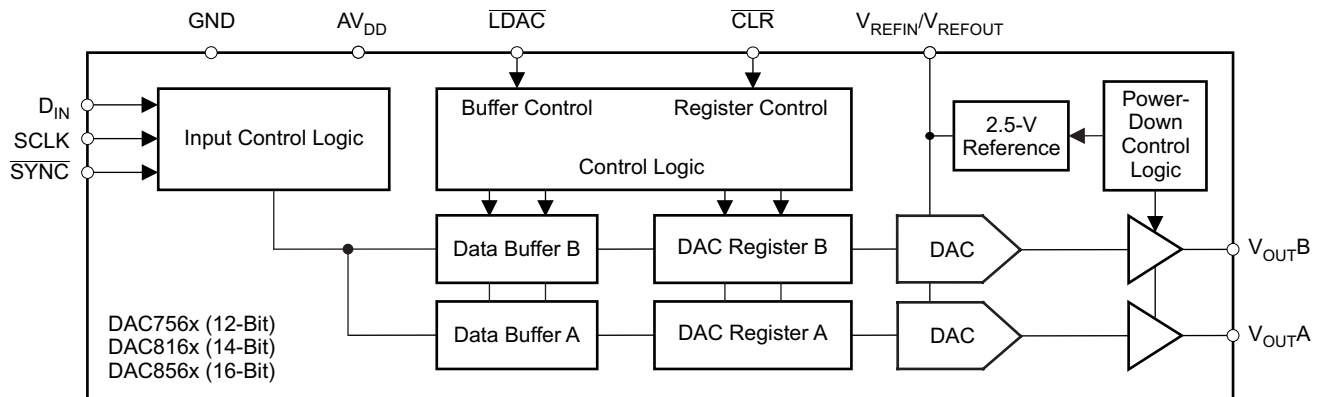 GND
AVDD
LDAC
CLR
VREFIN/VREFOUT
DIN
SCLK
SYNC
Input Control Logic
Buffer Control
Register Control
Control Logic
2.5-V
Reference
Power-
Down
Control
Logic
Data Buffer B
DAC Register B
DAC
VOUTB
Data Buffer A
DAC Register A
DAC
VOUTA
DAC756x (12-Bit)
DAC816x (14-Bit)
DAC856x (16-Bit)